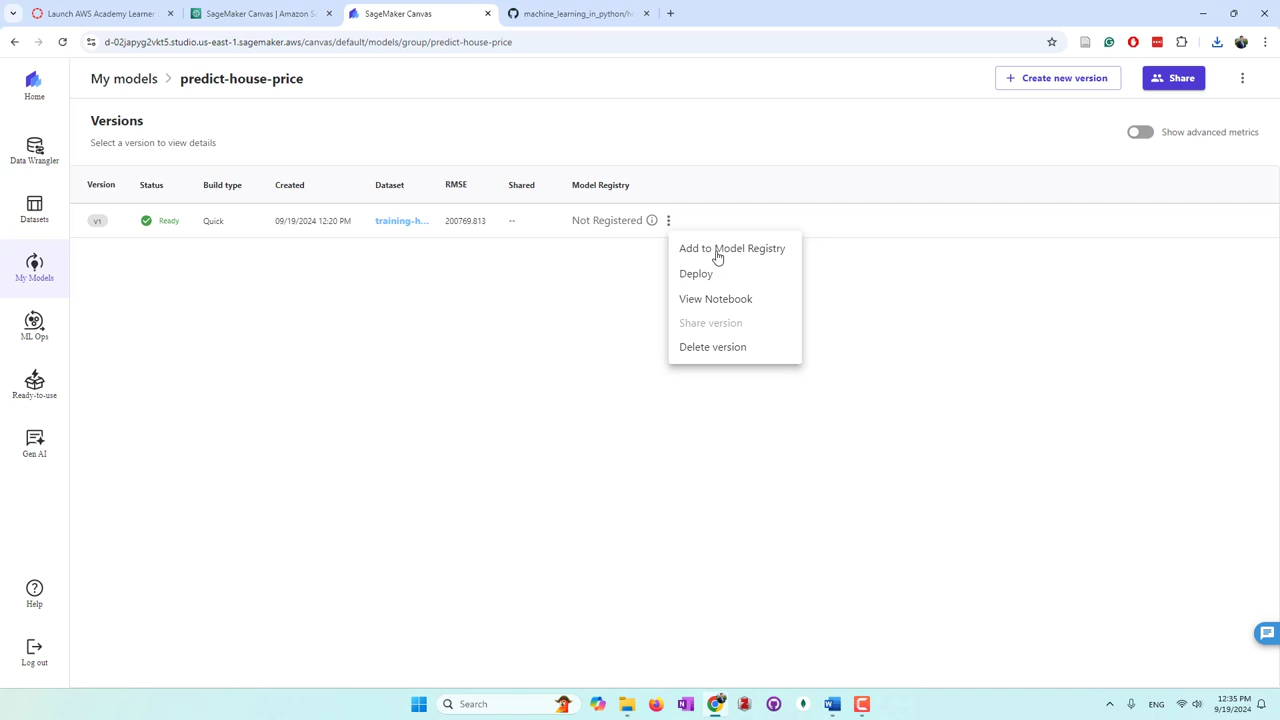 Launch AWS Academy Learner
SageMaker Canvas | Amazon S
SageMaker Canvas
machine_learning_in_python/h
d-02japyg2vkt5.studio.us-east-1.sagemaker.aws/canvas/default/models/group/predict-house-price
Home
Data Wrangler
Datasets
My Models
ML Ops
Ready-to-use
Gen AI
Help
Log out
My models > predict-house-price
+ Create new version
Share
Versions
Select a version to view details
Show advanced metrics
Version Status Build type Created Dataset RMSE Shared Model Registry
V1 Ready Quick 09/19/2024 12:20 PM training-h... 200769.813 -- Not Registered
Add to Model Registry
Deploy
View Notebook
Share version
Delete version
Search
ENG
12:35 PM
9/19/2024